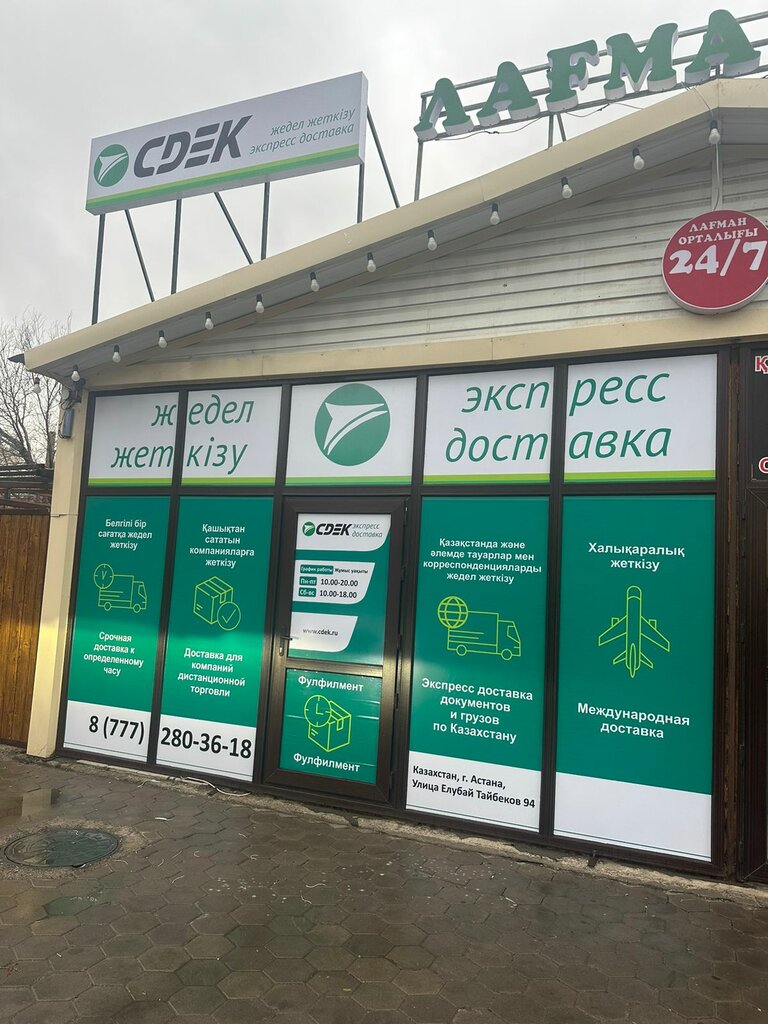 CDEK
жедел жеткізу
экспресс доставка
ЛАҒМА
ЛАҒМАН
ОРТАЛЫҒЫ
24/7
жедел
жеткізу
экспресс
доставка
Белгілі бір
сағатқа жедел
жеткізу
Срочная
доставка к
определенному
часу
8 (777)
Қашықтан
сататын
компанияларға
жеткізу
Доставка для
компаний
дистанционной
торговли
280-36-18
CDEK экспресс
доставка
График работы Жұмыс уақыты
Пн-пт 10.00-20.00
Сб-вс 10.00-18.00
www.cdek.ru
Фулфилмент
Фулфилмент
Қазақстанда және
әлемде тауарлар мен
корреспонденцияларды
жедел жеткізу
Экспресс доставка
документов
и грузов
по Казахстану
Казахстан, г. Астана,
Улица Елубай Тайбеков 94
Халықаралық
жеткізу
Международная
доставка